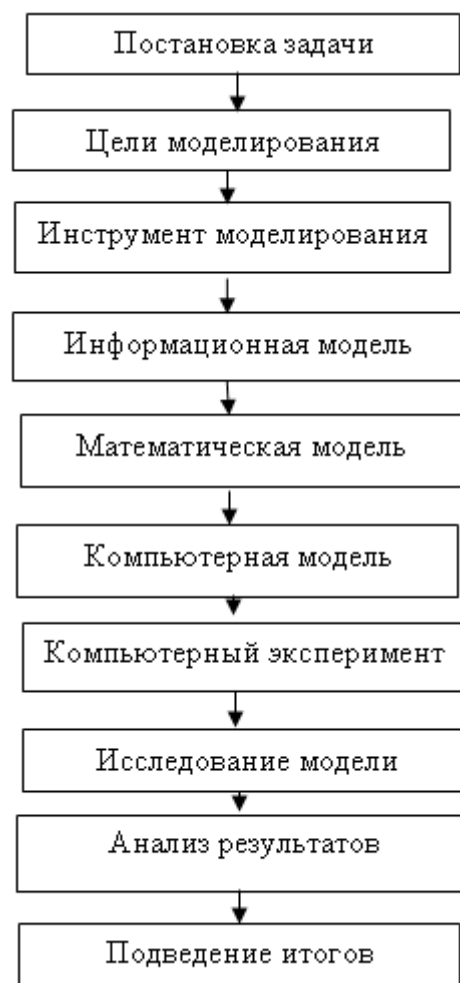 Постановка задачи
Цели моделирования
Инструмент моделирования
Информационная модель
Математическая модель
Компьютерная модель
Компьютерный эксперимент
Исследование модели
Анализ результатов
Подведение итогов